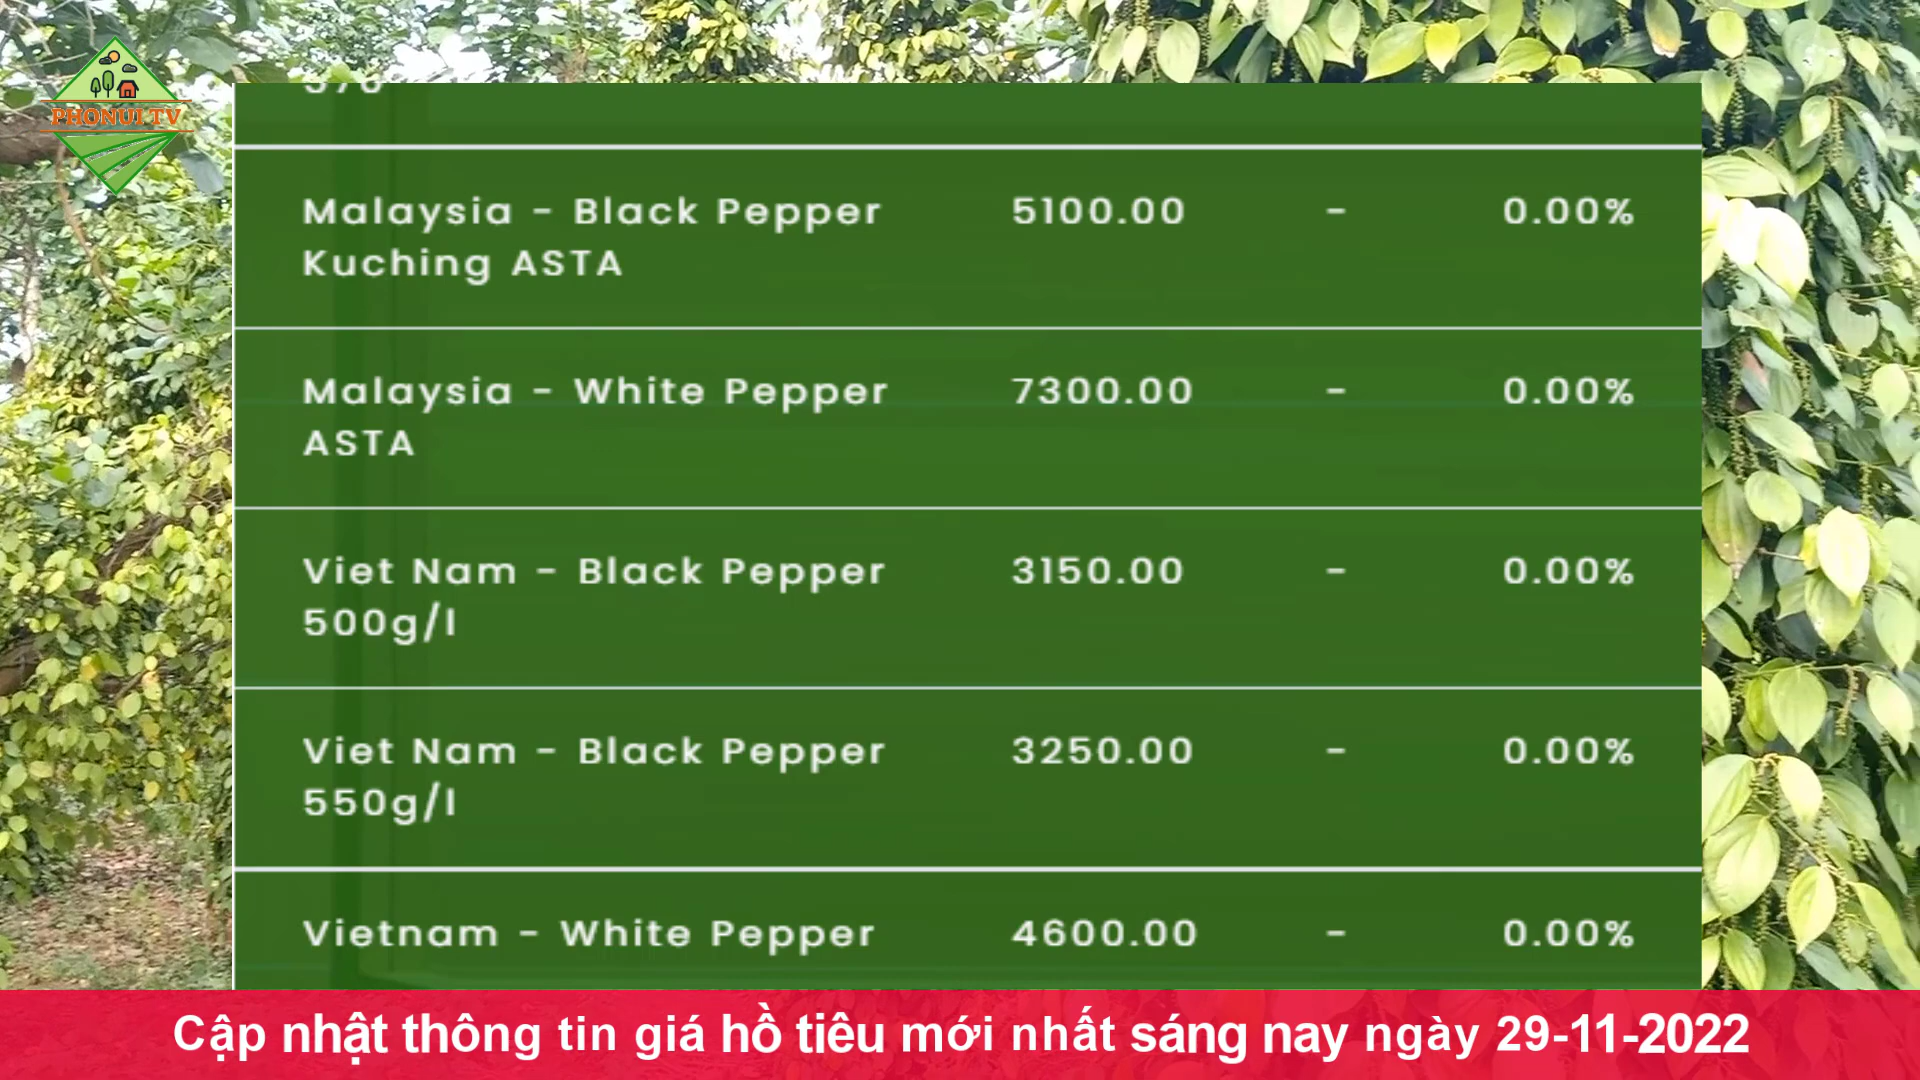 PHONUI TV
Malaysia - Black Pepper 5100.00 - 0.00%
Kuching ASTA
Malaysia - White Pepper 7300.00 - 0.00%
ASTA
Viet Nam - Black Pepper 3150.00 - 0.00%
500g/l
Viet Nam - Black Pepper 3250.00 - 0.00%
550g/l
Vietnam - White Pepper 4600.00 - 0.00%
Cập nhật thông tin giá hồ tiêu mới nhất sáng nay ngày 29-11-2022